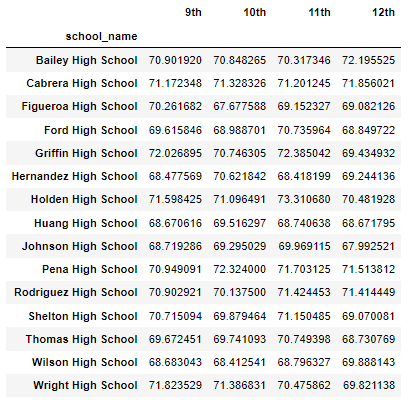 9th 10th 11th 12th
school_name
Bailey High School 70.901920 70.848265 70.317346 72.195525
Cabrera High School 71.172348 71.328326 71.201245 71.856021
Figueroa High School 70.261682 67.677588 69.152327 69.082126
Ford High School 69.615846 68.988701 70.735964 68.849722
Griffin High School 72.026895 70.746305 72.385042 69.434932
Hernandez High School 68.477569 70.621842 68.418199 69.244136
Holden High School 71.598425 71.096491 73.310680 70.481928
Huang High School 68.670616 69.516297 68.740638 68.671795
Johnson High School 68.719286 69.295029 69.969115 67.992521
Pena High School 70.949091 72.324000 71.703125 71.513812
Rodriguez High School 70.902921 70.137500 71.424453 71.414449
Shelton High School 70.715094 69.879464 71.150485 69.070081
Thomas High School 69.672451 69.741093 70.749398 68.730769
Wilson High School 68.683043 68.412541 68.796327 69.888143
Wright High School 71.823529 71.386831 70.475862 69.821138